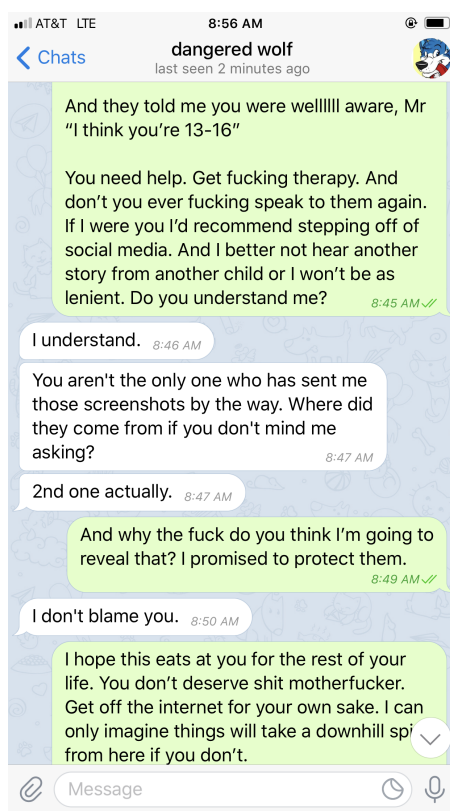 AT&T LTE 8:56 AM
Chats
dangered wolf
last seen 2 minutes ago
And they told me you were wellllll aware, Mr
“I think you’re 13-16”
You need help. Get fucking therapy. And
don’t you ever fucking speak to them again.
If I were you I’d recommend stepping off of
social media. And I better not hear another
story from another child or I won’t be as
lenient. Do you understand me?
8:45 AM
I understand. 8:46 AM
You aren't the only one who has sent me
those screenshots by the way. Where did
they come from if you don't mind me
asking?
8:47 AM
2nd one actually. 8:47 AM
And why the fuck do you think I’m going to
reveal that? I promised to protect them.
8:49 AM
I don't blame you. 8:50 AM
I hope this eats at you for the rest of your
life. You don’t deserve shit motherfucker.
Get off the internet for your own sake. I can
only imagine things will take a downhill
from here if you don’t.
Message